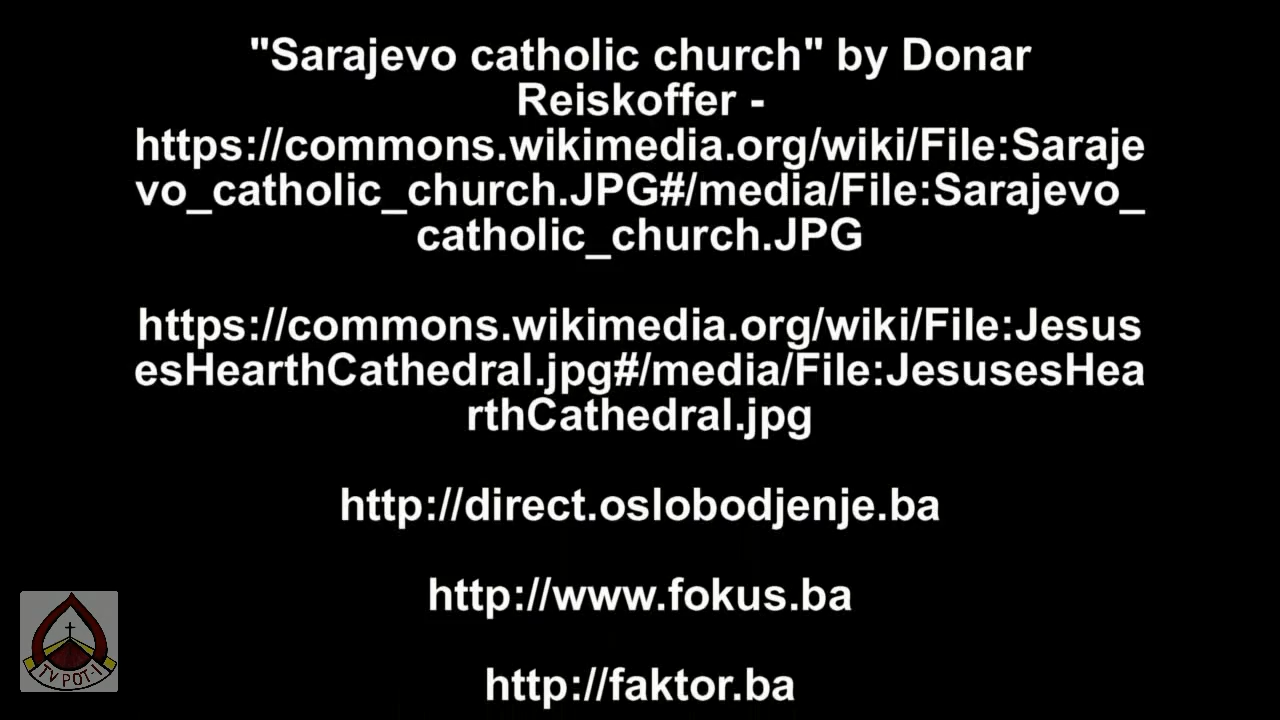 "Sarajevo catholic church" by Donar
Reiskoffer -
https://commons.wikimedia.org/wiki/File:Saraje
vo_catholic_church.JPG#/media/File:Sarajevo_
catholic_church.JPG
https://commons.wikimedia.org/wiki/File:Jesus
esHearthCathedral.jpg#/media/File:JesusesHea
rthCathedral.jpg
http://direct.oslobodjenje.ba
http://www.fokus.ba
http://faktor.ba
TV POT-I